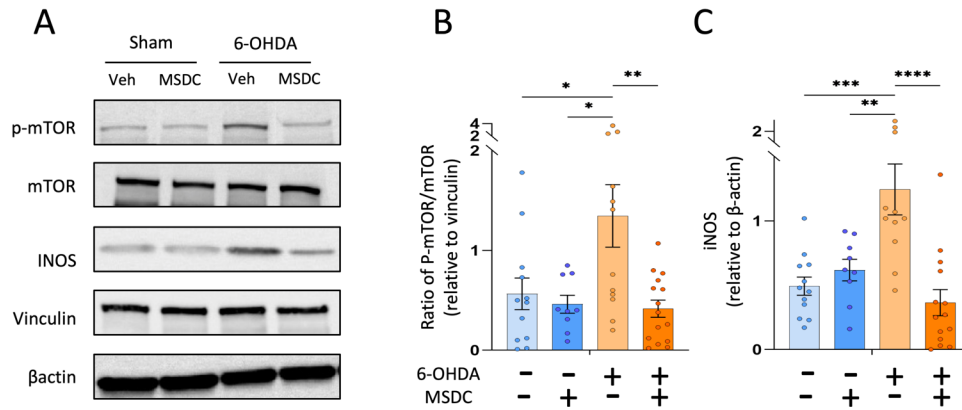 A
Sham
6-OHDA
Veh
MSDC
Veh
MSDC
p-mTOR
mTOR
INOS
Vinculin
βactin
B
Ratio of P-mTOR/mTOR
(relative to vinculin)
4
2
2
1
0
*
**
*
6-OHDA
MSDC
− − + +
− + − +
C
iNOS
(relative to β-actin)
2
1
0
***
****
**
− − + +
− + − +